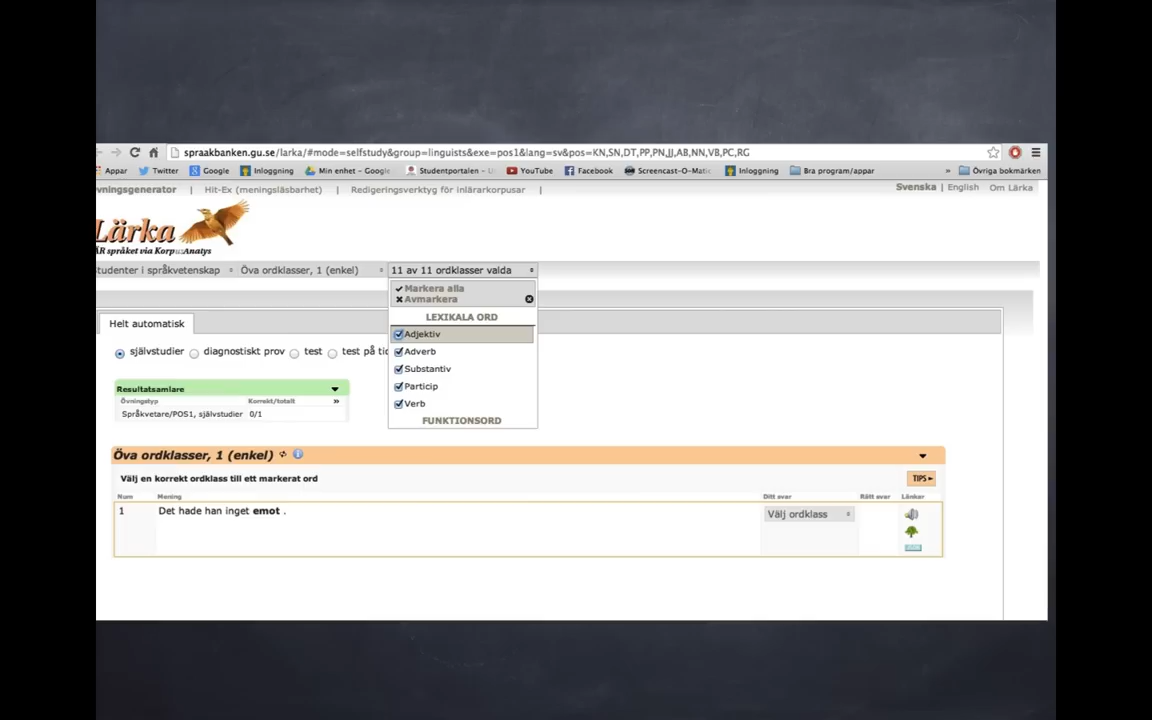 spraakbanken.gu.se/larka/#mode=selfstudy&group=linguists&exe=pos1&lang=sv&pos=KN,SN,DT,PP,PN,JJ,AB,NN,VB,PC,RG
Appar Twitter Google Inloggning Min enhet - Google Studentportalen - U Facebook Screencast-O-Matic Inloggning Bra program/appar » Övriga bokmärken
YouTube
vningsgenerator | Hit-Ex (meningsläsbarhet) | Redigeringsverktyg för inlärarkorpusar |
Svenska | English Om Lärka
Lärka
ÄR språket via KorpusAnalys
tudenter i språkvetenskap Öva ordklasser, 1 (enkel) 11 av 11 ordklasser valda
Markera alla
Avmarkera
LEXIKALA ORD
Adjektiv
Adverb
Substantiv
Particip
Verb
FUNKTIONSORD
Helt automatisk
självstudier diagnostiskt prov test test på tid
Resultatsamlare
Övningstyp Korrekt/totalt »
Språkvetare/POS1, självstudier 0/1
Öva ordklasser, 1 (enkel)
Välj en korrekt ordklass till ett markerat ord
TIPS
Num Mening Ditt svar Rätt svar Länkar
1 Det hade han inget emot . Välj ordklass